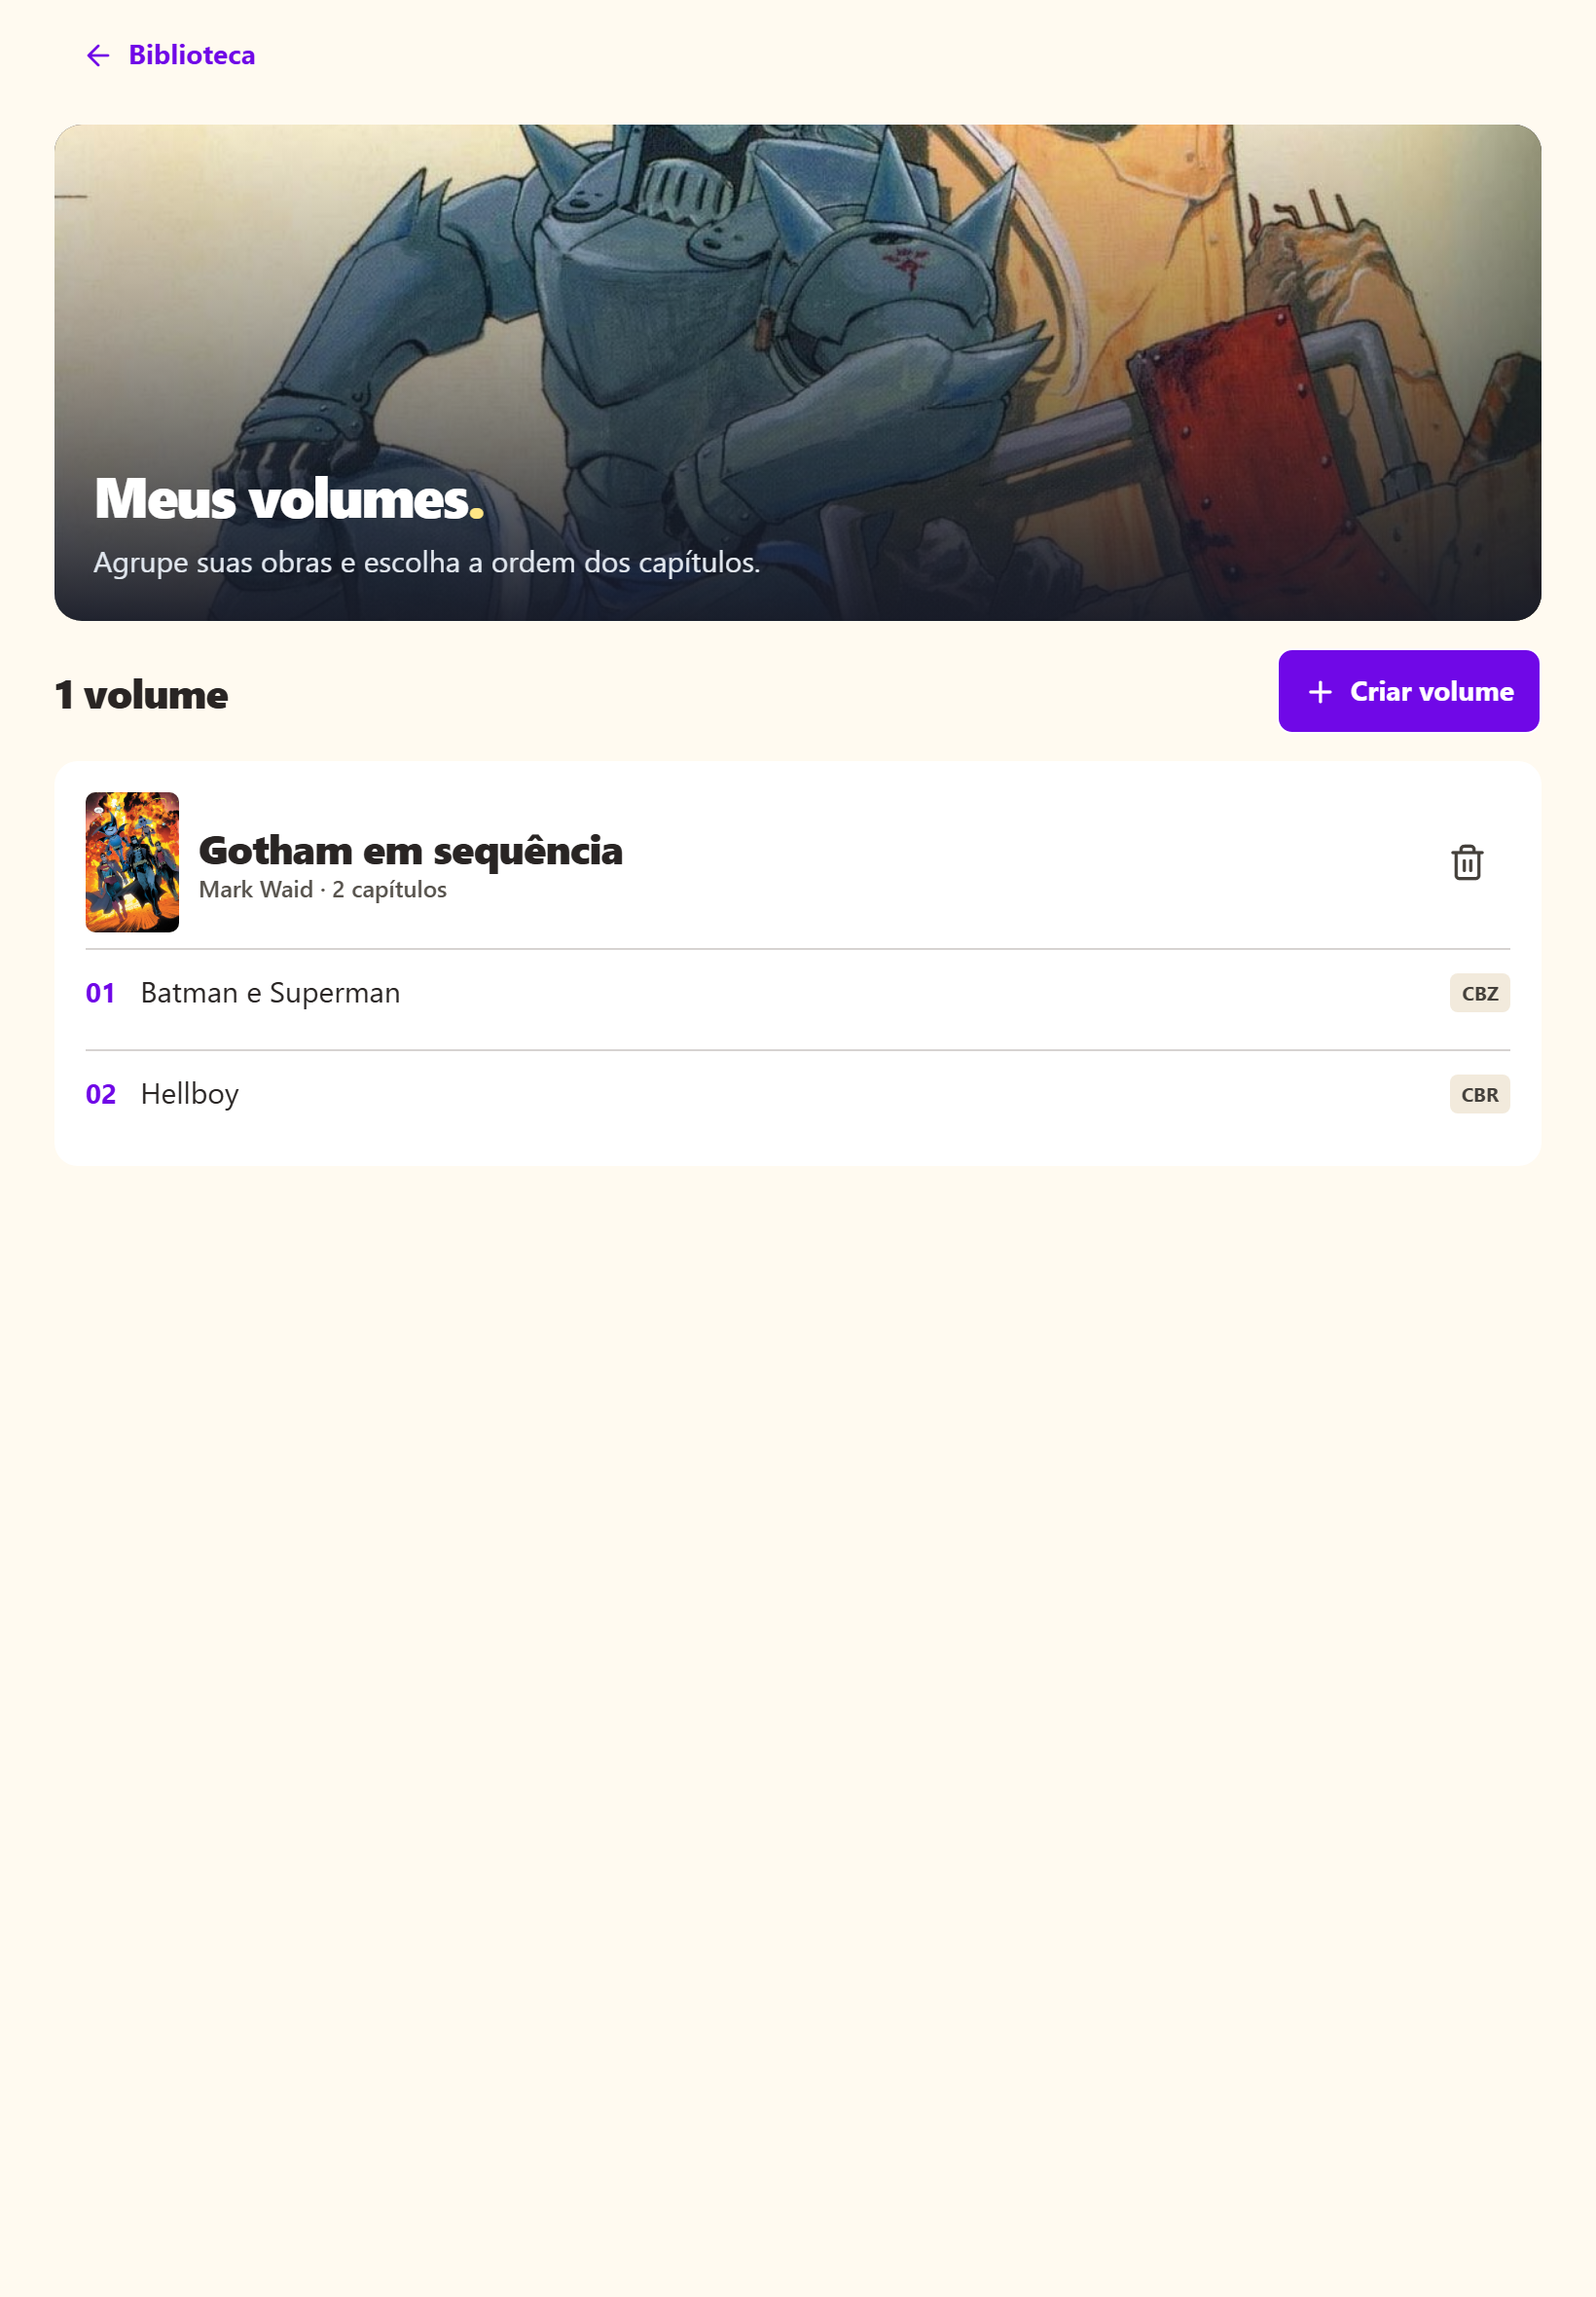 Biblioteca
Meus volumes.
Agrupe suas obras e escolha a ordem dos capítulos.
1 volume
Criar volume
Gotham em sequência
Mark Waid · 2 capítulos
01 Batman e Superman CBZ
02 Hellboy CBR